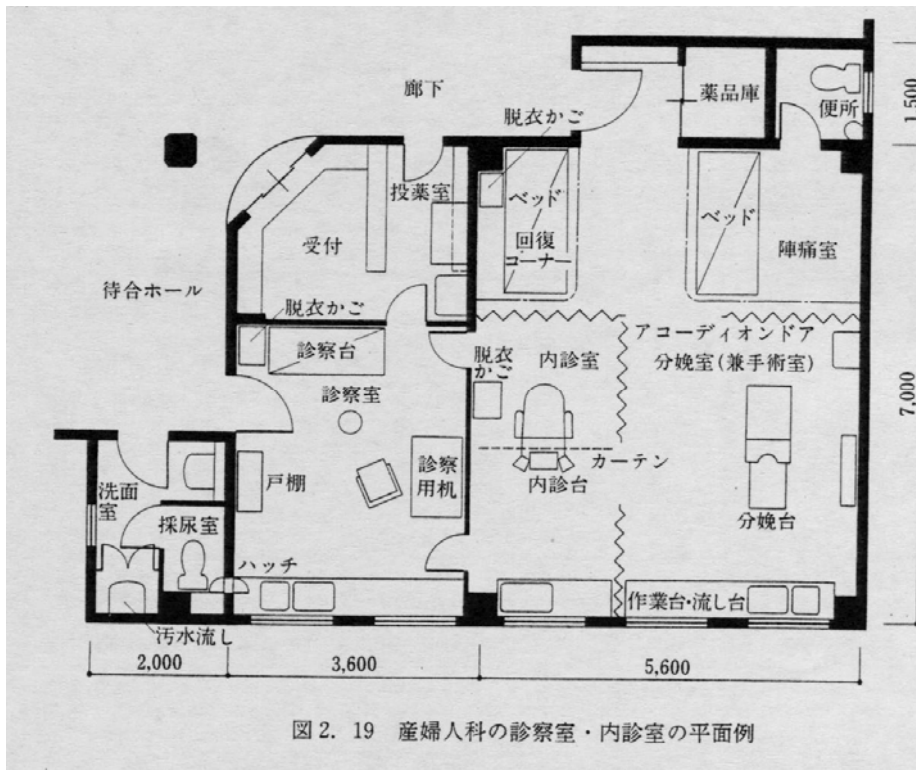 廊下
脱衣かご
薬品庫
便所
1,500
投薬室
受付
ベッド
回復
コーナー
ベッド
陣痛室
待合ホール
脱衣かご
診察台
診察室
脱衣
かご
内診室
アコーディオンドア
分娩室(兼手術室)
7,000
洗面
室
戸棚
診察
用机
カーテン
内診台
分娩台
採尿室
ハッチ
作業台・流し台
汚水流し
2,000
3,600
5,600
図2. 19 産婦人科の診察室・内診室の平面例